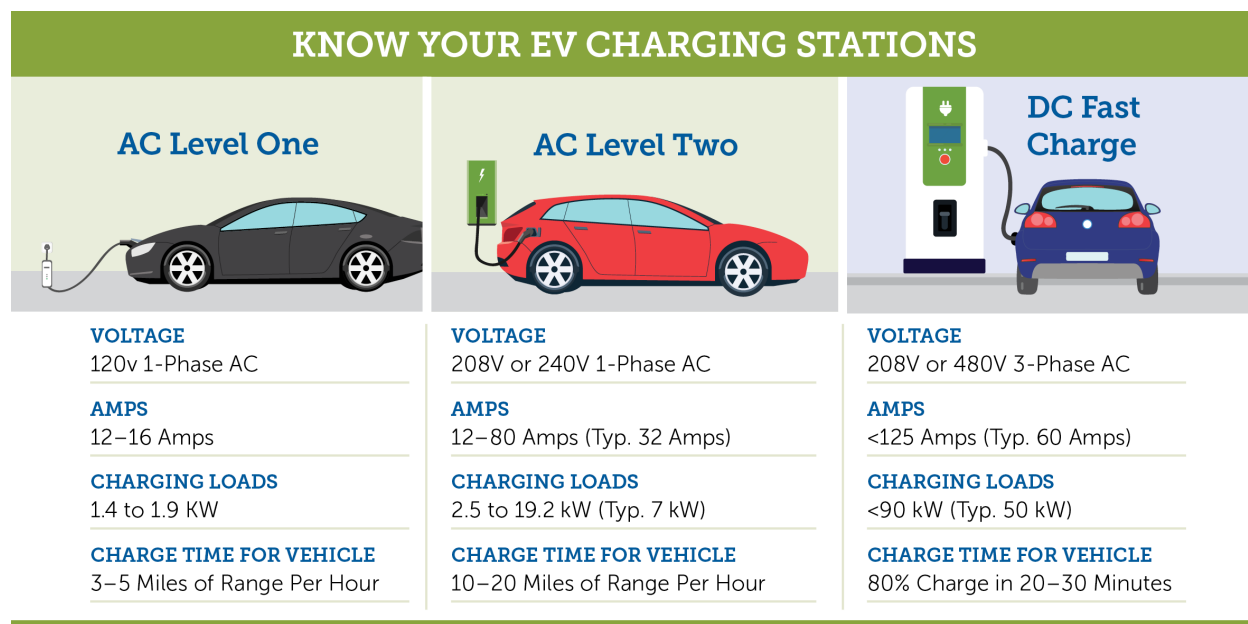 KNOW YOUR EV CHARGING STATIONS
AC Level One
VOLTAGE
120v 1-Phase AC
AMPS
12–16 Amps
CHARGING LOADS
1.4 to 1.9 KW
CHARGE TIME FOR VEHICLE
3–5 Miles of Range Per Hour
AC Level Two
VOLTAGE
208V or 240V 1-Phase AC
AMPS
12–80 Amps (Typ. 32 Amps)
CHARGING LOADS
2.5 to 19.2 kW (Typ. 7 kW)
CHARGE TIME FOR VEHICLE
10–20 Miles of Range Per Hour
DC Fast
Charge
VOLTAGE
208V or 480V 3-Phase AC
AMPS
<125 Amps (Typ. 60 Amps)
CHARGING LOADS
<90 kW (Typ. 50 kW)
CHARGE TIME FOR VEHICLE
80% Charge in 20–30 Minutes